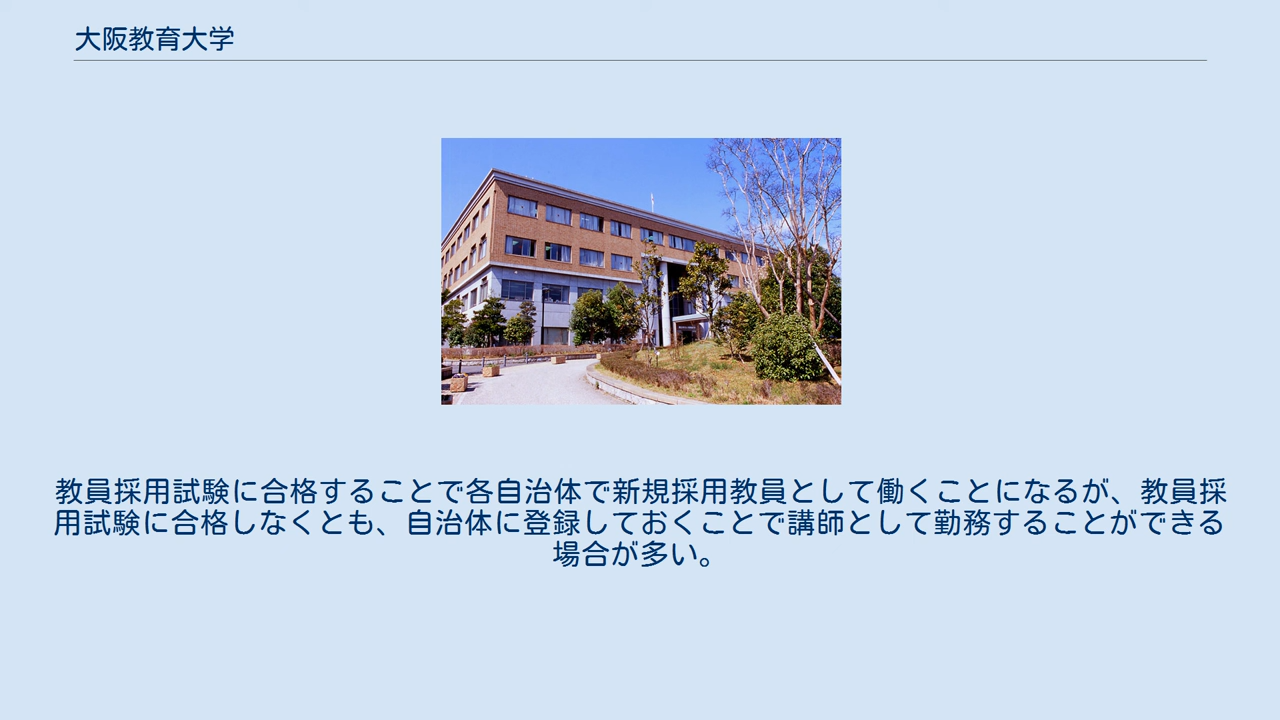 大阪教育大学
教員採用試験に合格することで各自治体で新規採用教員として働くことになるが、教員採
用試験に合格しなくとも、自治体に登録しておくことで講師として勤務することができる
場合が多い。